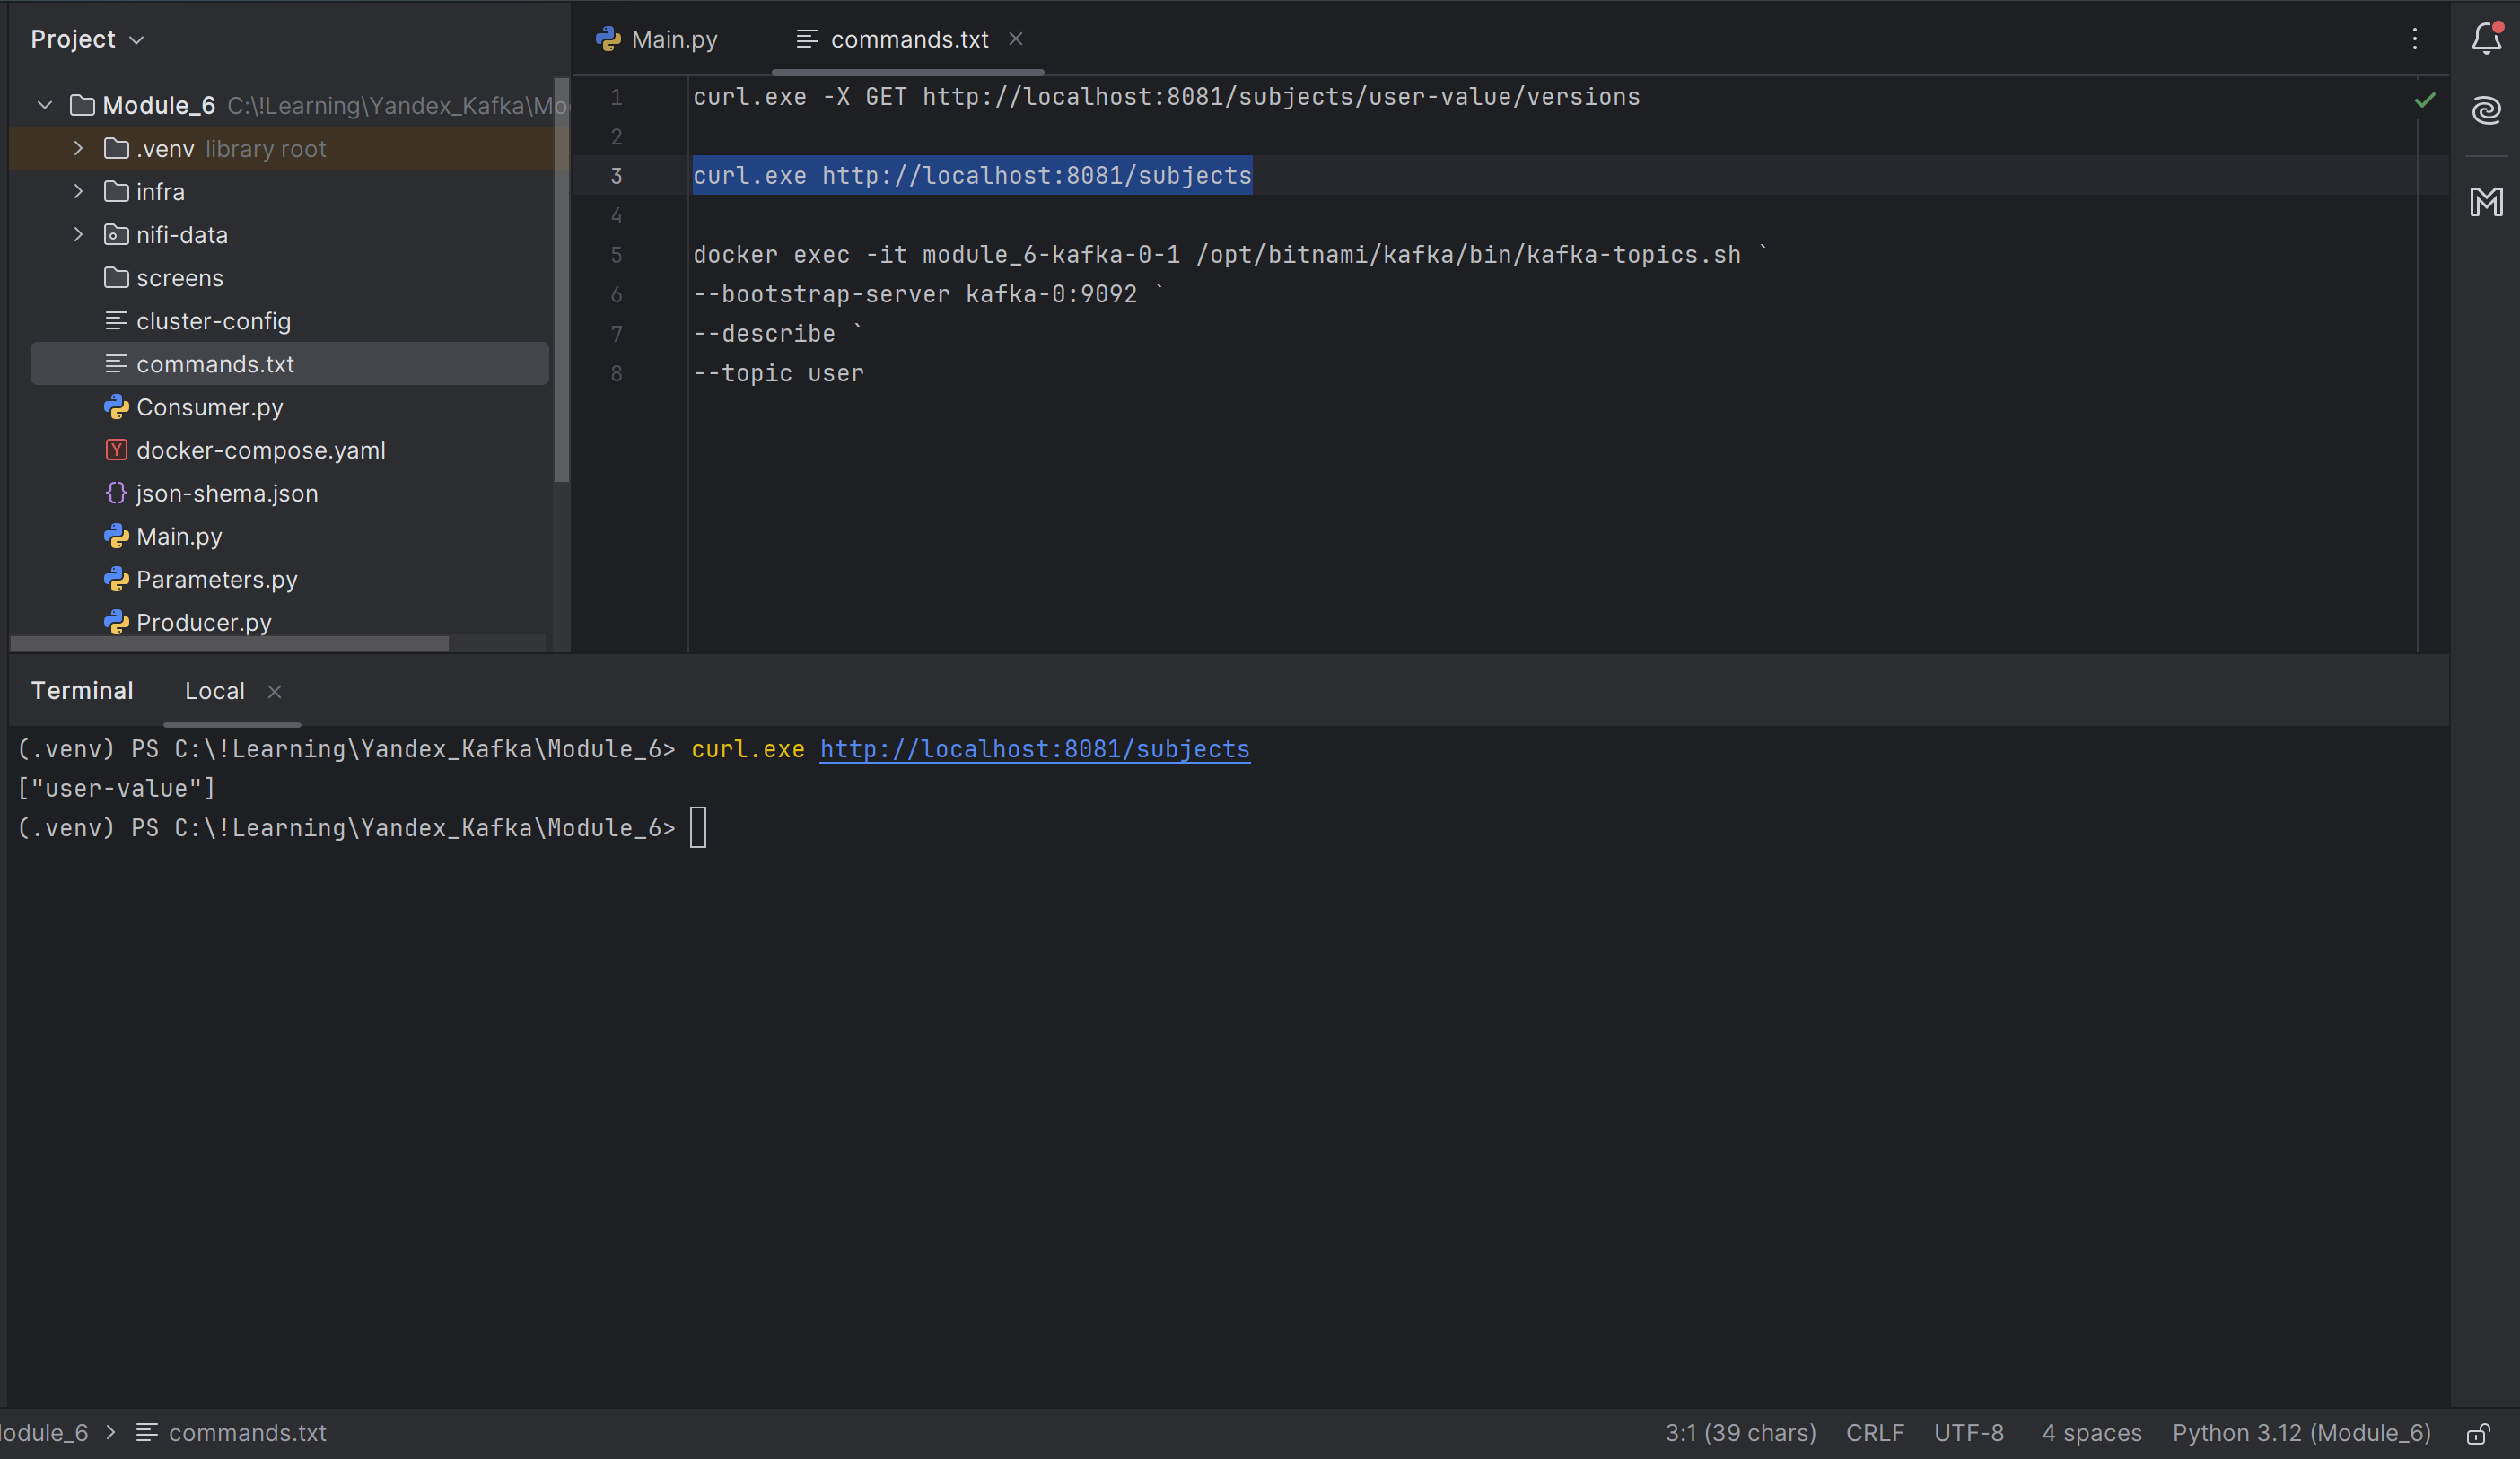 Project
Main.py
commands.txt
Module_6 C:\!Learning\Yandex_Kafka\Mo
.venv library root
infra
nifi-data
screens
cluster-config
commands.txt
Consumer.py
docker-compose.yaml
json-shema.json
Main.py
Parameters.py
Producer.py
1 curl.exe -X GET http://localhost:8081/subjects/user-value/versions
2
3 curl.exe http://localhost:8081/subjects
4
5 docker exec -it module_6-kafka-0-1 /opt/bitnami/kafka/bin/kafka-topics.sh `
6 --bootstrap-server kafka-0:9092 `
7 --describe `
8 --topic user
Terminal Local
(.venv) PS C:\!Learning\Yandex_Kafka\Module_6> curl.exe http://localhost:8081/subjects
["user-value"]
(.venv) PS C:\!Learning\Yandex_Kafka\Module_6>
odule_6 > commands.txt
3:1 (39 chars) CRLF UTF-8 4 spaces Python 3.12 (Module_6)